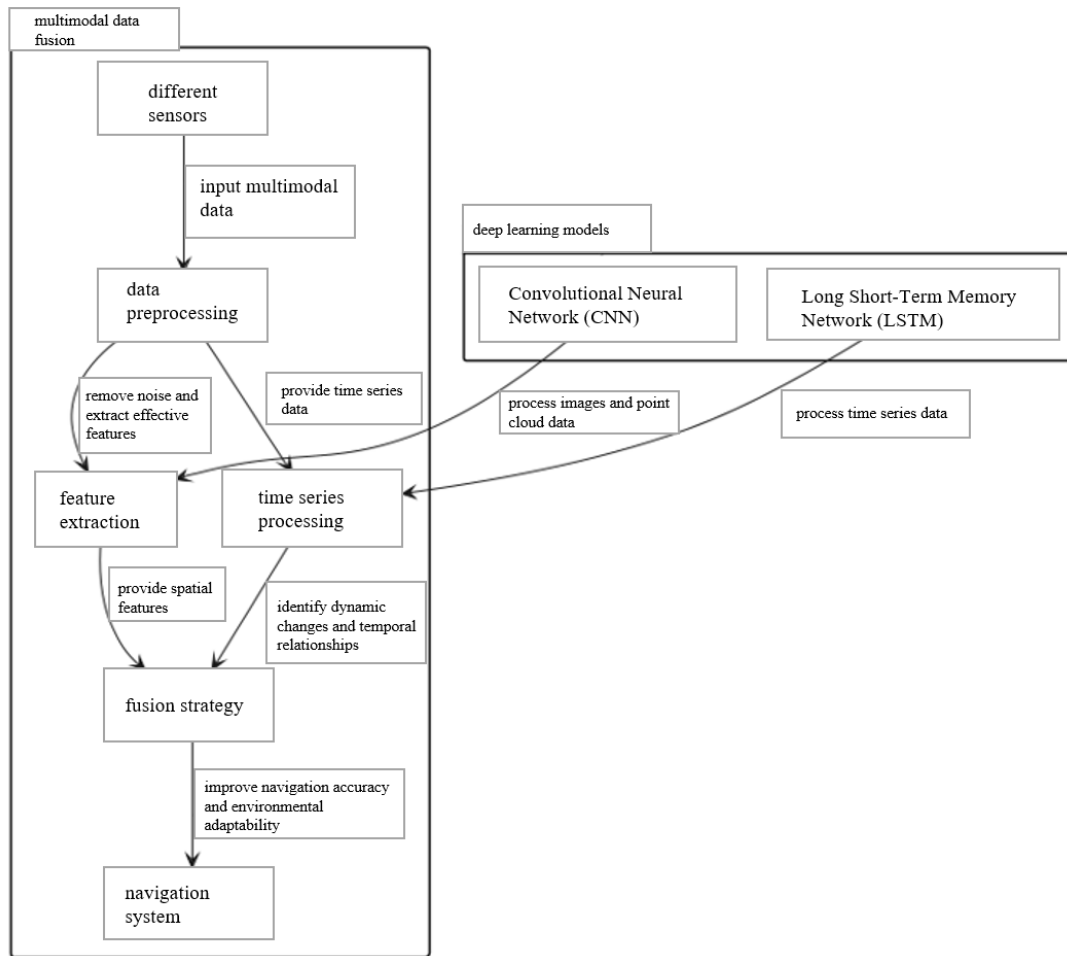 multimodal data
fusion
different
sensors
input multimodal
data
deep learning models
data
preprocessing
Convolutional Neural
Network (CNN)
Long Short-Term Memory
Network (LSTM)
remove noise and
extract effective
features
provide time series
data
process images and point
cloud data
process time series data
feature
extraction
time series
processing
provide spatial
features
identify dynamic
changes and temporal
relationships
fusion strategy
improve navigation accuracy
and environmental
adaptability
navigation
system